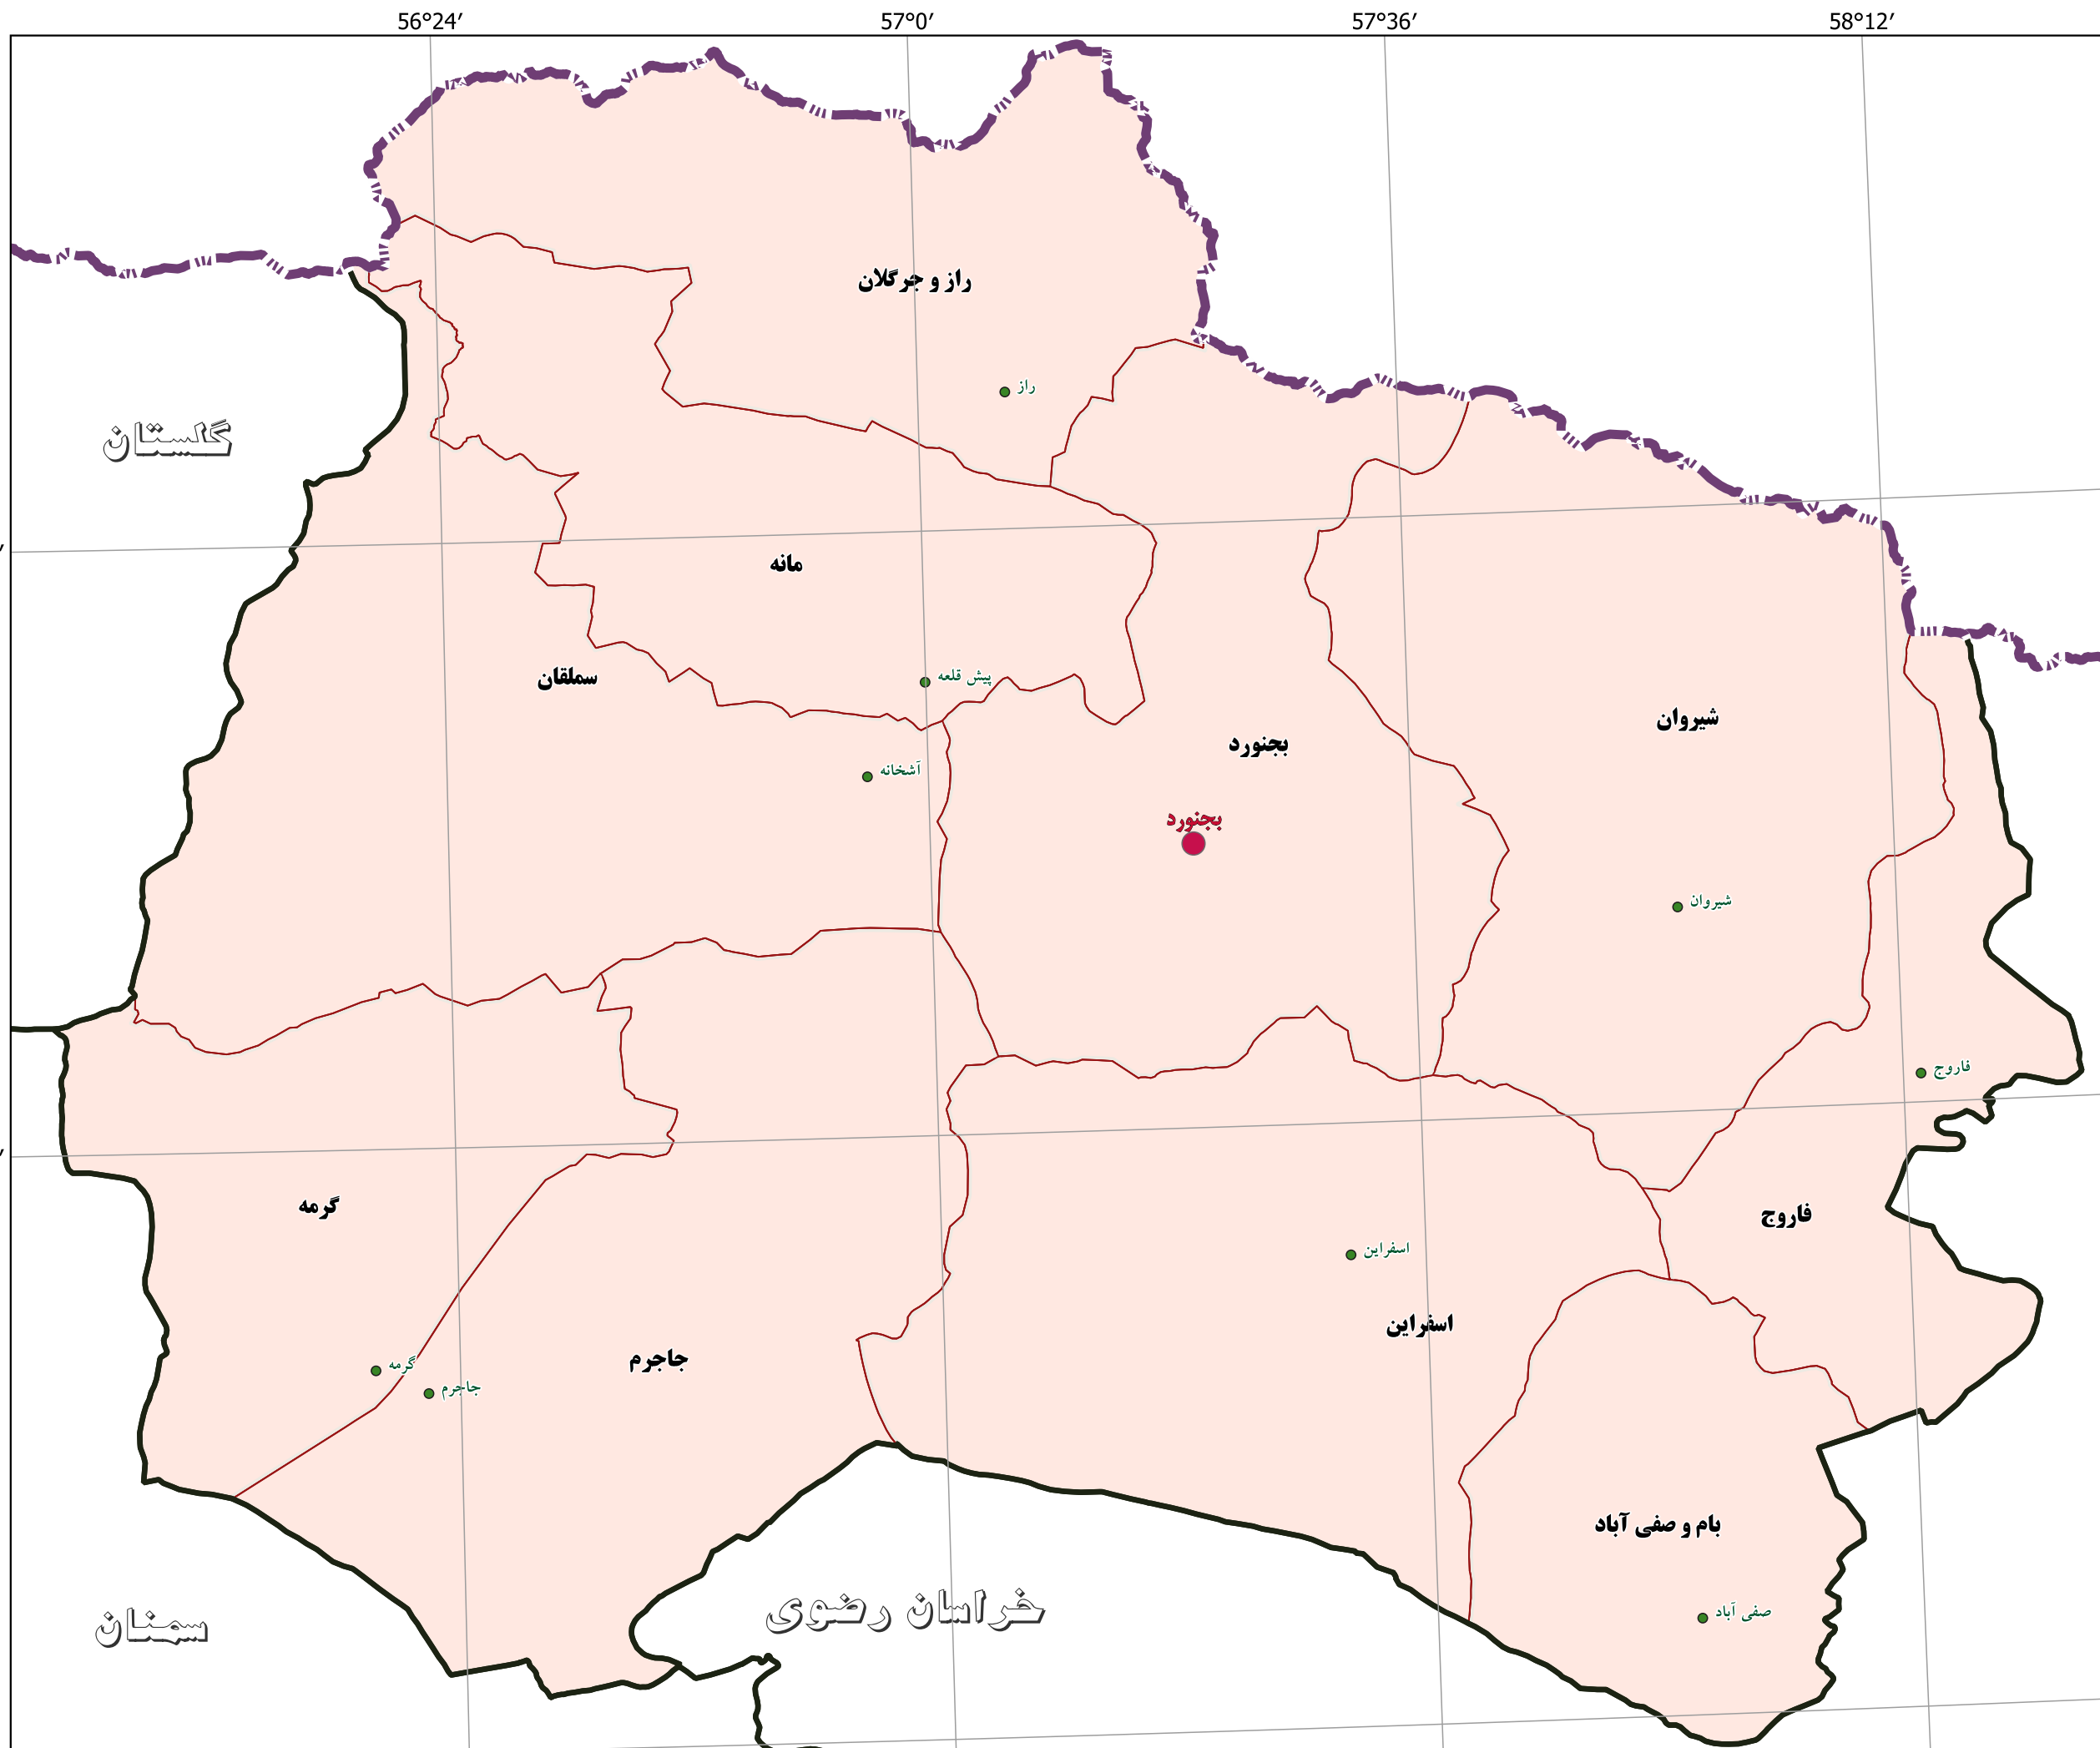 56°24′
57°0′
57°36′
58°12′
راز و جرگلان
راز
گلستان
مانه
سملقان
پیش قلعه
شیروان
بجنورد
آشخانه
بجنورد
شیروان
فاروج
گرمه
فاروج
اسفراین
اسفراین
جاجرم
گرمه
جاجرم
بام و صفی آباد
خراسان رضوی
صفی آباد
سمنان